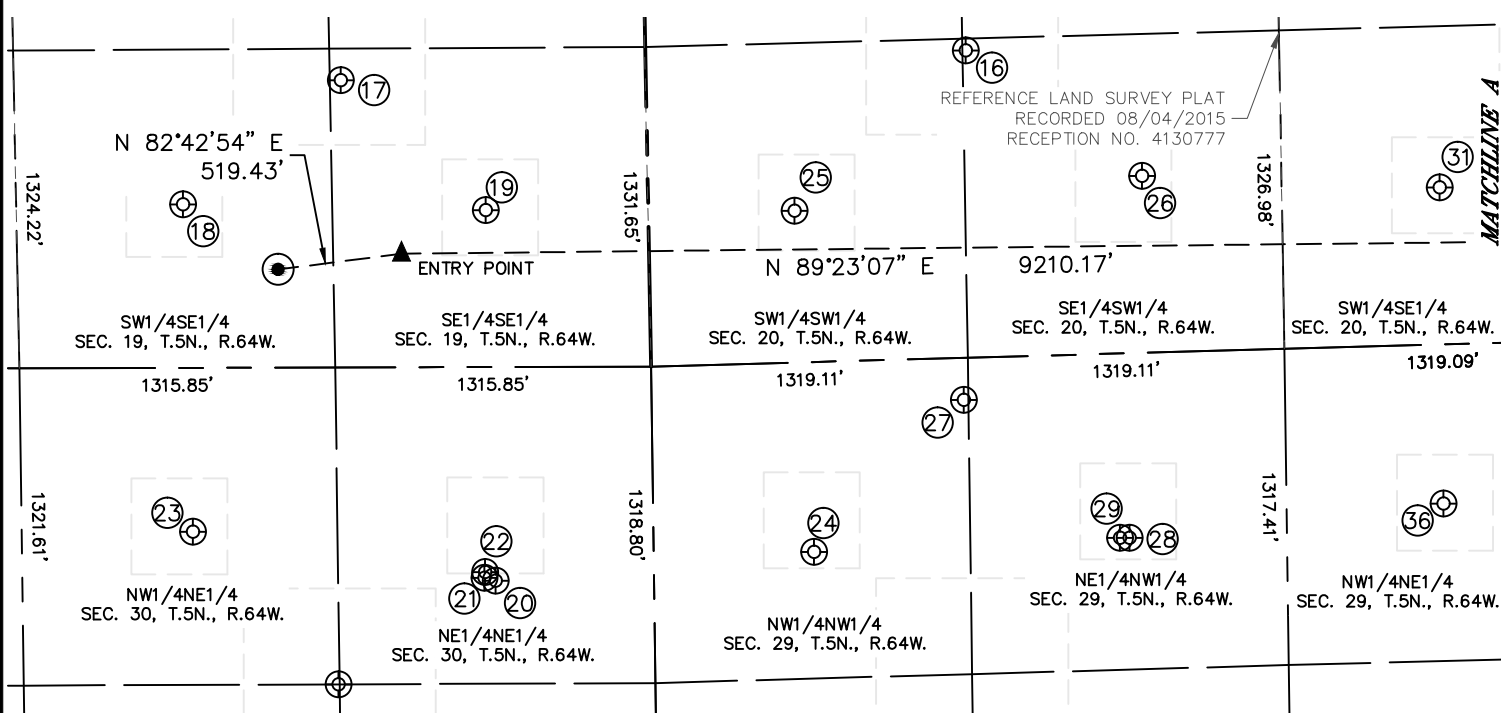 17
16
REFERENCE LAND SURVEY PLAT
RECORDED 08/04/2015
RECEPTION NO. 4130777
MATCHLINE A
N 82°42'54" E
519.43'
1324.22'
18
19
1331.65'
25
26
1326.98'
31
ENTRY POINT
N 89°23'07" E
9210.17'
SW1/4SE1/4
SEC. 19, T.5N., R.64W.
SE1/4SE1/4
SEC. 19, T.5N., R.64W.
SW1/4SW1/4
SEC. 20, T.5N., R.64W.
SE1/4SW1/4
SEC. 20, T.5N., R.64W.
SW1/4SE1/4
SEC. 20, T.5N., R.64W.
1315.85'
1315.85'
1319.11'
1319.11'
1319.09'
27
1321.61'
23
22
21
20
1318.80'
24
29
28
1317.41'
36
NW1/4NE1/4
SEC. 30, T.5N., R.64W.
NE1/4NE1/4
SEC. 30, T.5N., R.64W.
NW1/4NW1/4
SEC. 29, T.5N., R.64W.
NE1/4NW1/4
SEC. 29, T.5N., R.64W.
NW1/4NE1/4
SEC. 29, T.5N., R.64W.